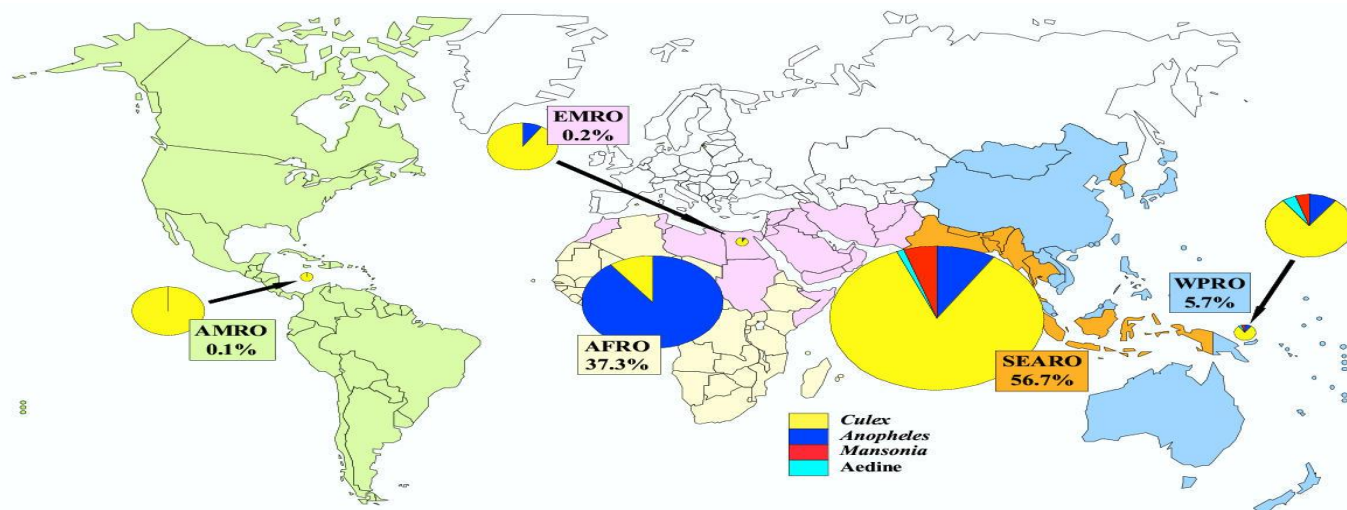 EMRO
0.2%
AMRO
0.1%
AFRO
37.3%
SEARO
56.7%
WPRO
5.7%
Culex
Anopheles
Mansonia
Aedine